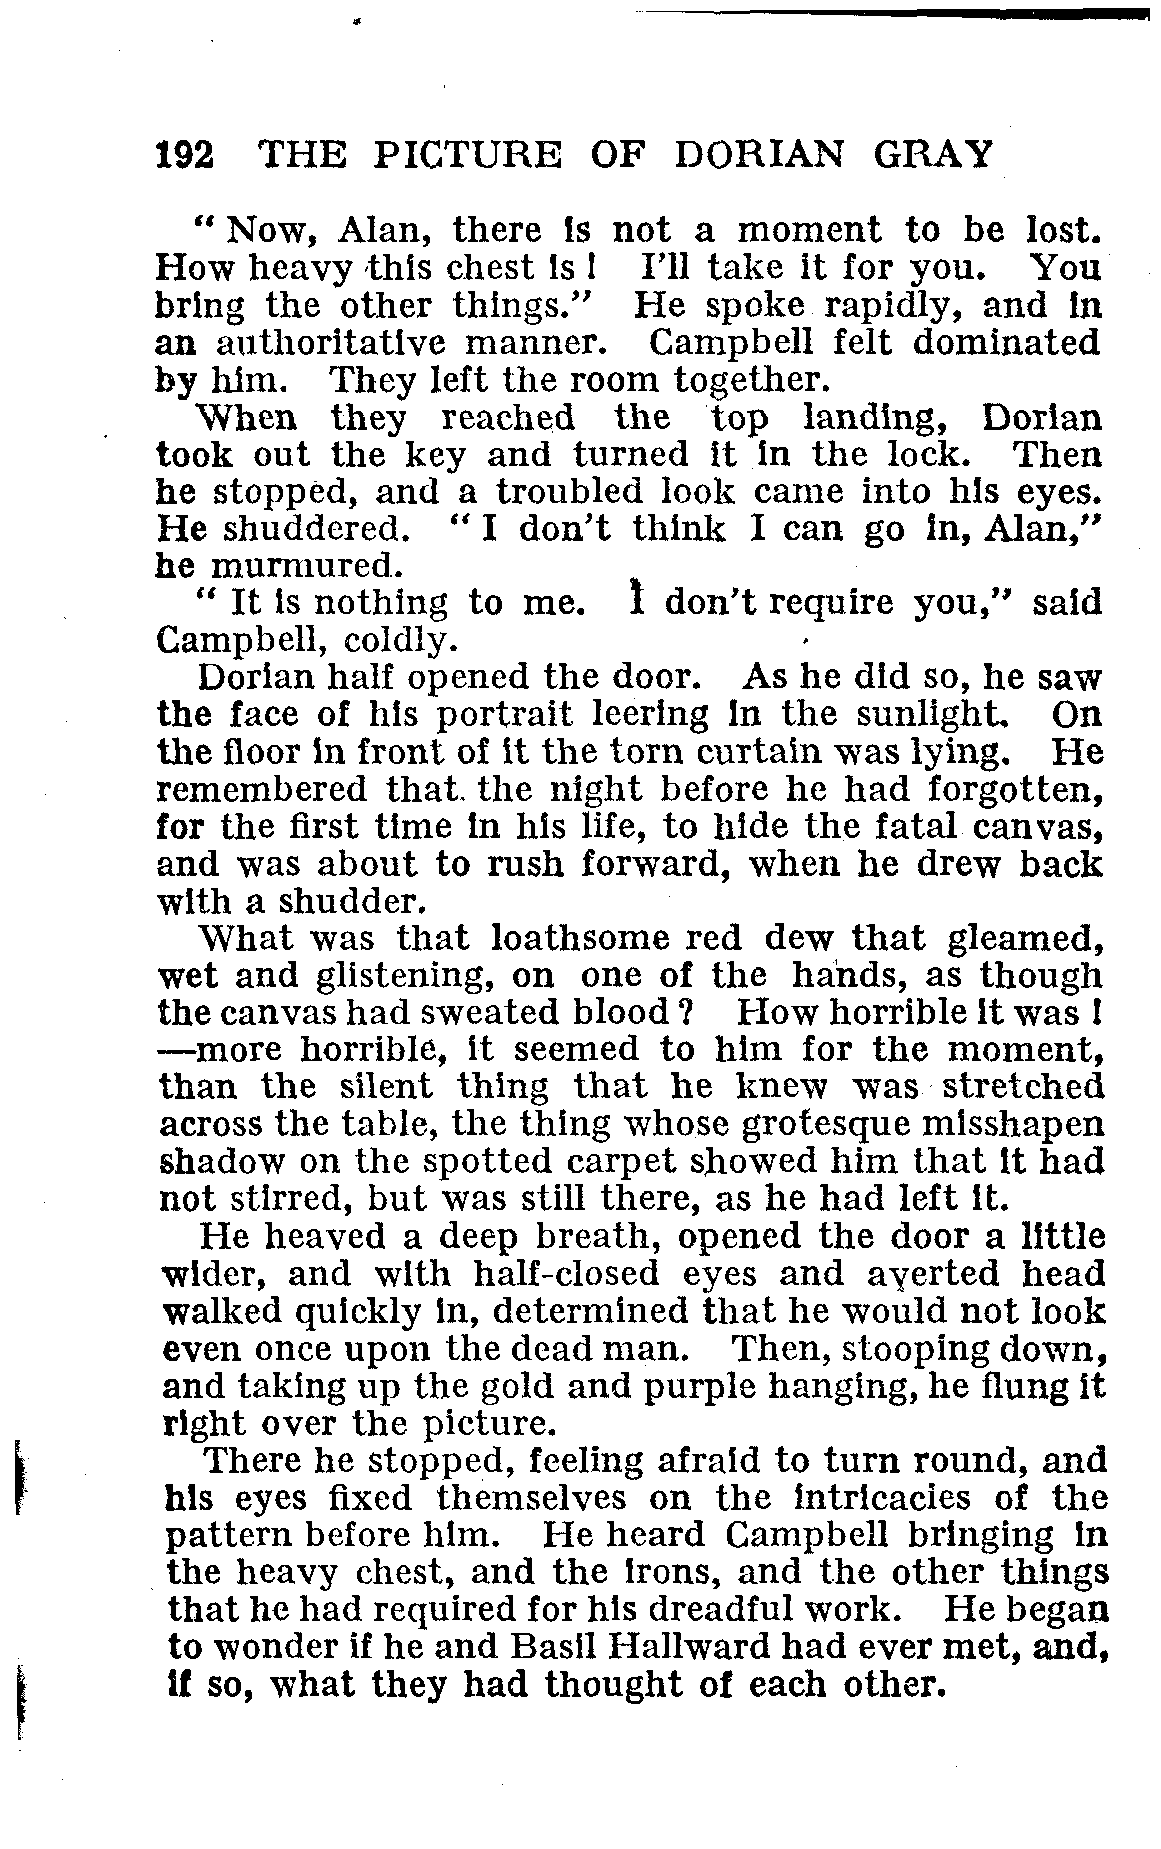 192 THE PICTURE OF DORIAN GRAY
" Now, Alan, there is not a moment to be lost.
How heavy this chest is ! I'll take it for you. You
bring the other things." He spoke rapidly, and in
an authoritative manner. Campbell felt dominated
by him. They left the room together.
When they reached the top landing, Dorian
took out the key and turned it in the lock. Then
he stopped, and a troubled look came into his eyes.
He shuddered. " I don't think I can go in, Alan,"
he murmured.
" It is nothing to me. I don't require you," said
Campbell, coldly.
Dorian half opened the door. As he did so, he saw
the face of his portrait leering in the sunlight. On
the floor in front of it the torn curtain was lying. He
remembered that the night before he had forgotten,
for the first time in his life, to hide the fatal canvas,
and was about to rush forward, when he drew back
with a shudder.
What was that loathsome red dew that gleamed,
wet and glistening, on one of the hands, as though
the canvas had sweated blood ? How horrible it was !
—more horrible, it seemed to him for the moment,
than the silent thing that he knew was stretched
across the table, the thing whose grotesque misshapen
shadow on the spotted carpet showed him that it had
not stirred, but was still there, as he had left it.
He heaved a deep breath, opened the door a little
wider, and with half-closed eyes and averted head
walked quickly in, determined that he would not look
even once upon the dead man. Then, stooping down,
and taking up the gold and purple hanging, he flung it
right over the picture.
There he stopped, feeling afraid to turn round, and
his eyes fixed themselves on the intricacies of the
pattern before him. He heard Campbell bringing in
the heavy chest, and the irons, and the other things
that he had required for his dreadful work. He began
to wonder if he and Basil Hallward had ever met, and,
if so, what they had thought of each other.